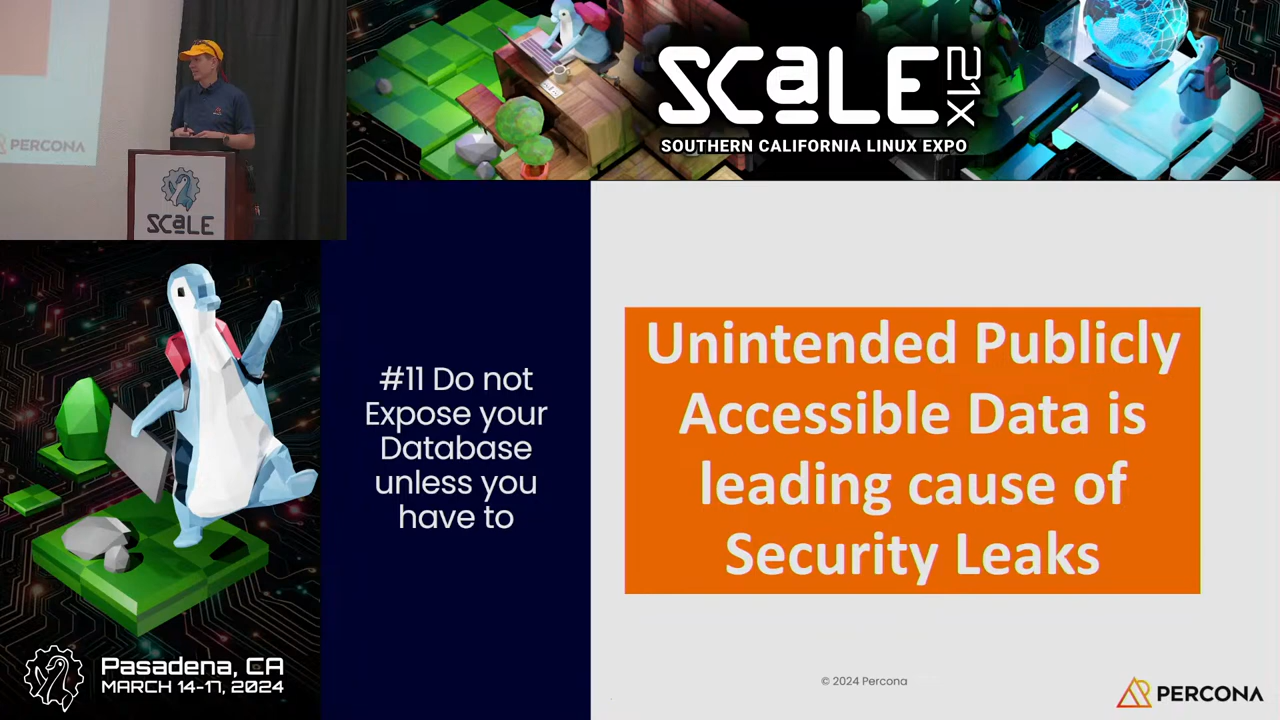 PERCONA
SCaLE
SCaLE 21X
SOUTHERN CALIFORNIA LINUX EXPO
#11 Do not
Expose your
Database
unless you
have to
Unintended Publicly
Accessible Data is
leading cause of
Security Leaks
Pasadena, CA
MARCH 14-17, 2024
© 2024 Percona
PERCONA